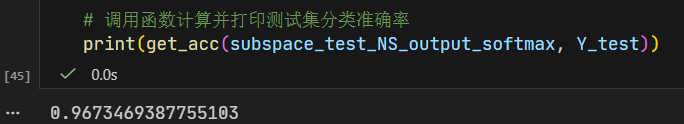 # 调用函数计算并打印测试集分类准确率
print(get_acc(subspace_test_NS_output_softmax, Y_test))
[45]
0.0s
... 0.9673469387755103